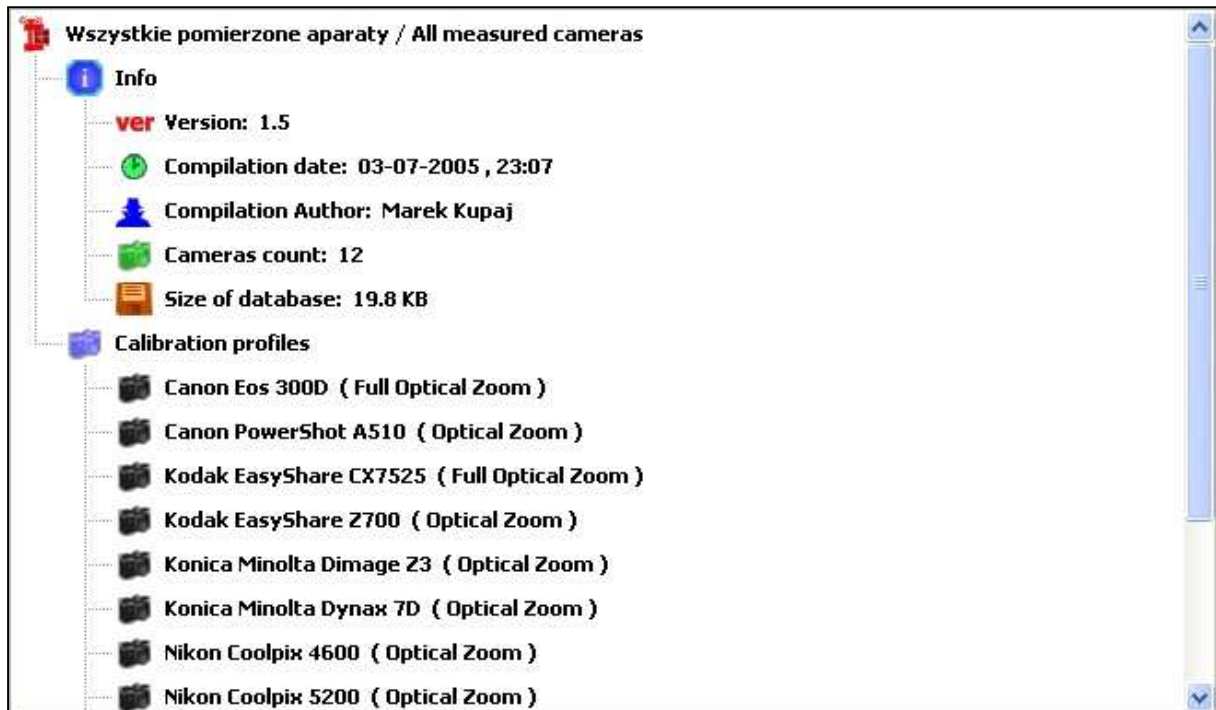 Wszystkie pomierzone aparaty / All measured cameras
i Info
ver Version: 1.5
Compilation date: 03-07-2005 , 23:07
Compilation Author: Marek Kupaj
Cameras count: 12
Size of database: 19.8 KB
Calibration profiles
Canon Eos 300D ( Full Optical Zoom )
Canon PowerShot A510 ( Optical Zoom )
Kodak EasyShare CX7525 ( Full Optical Zoom )
Kodak EasyShare Z700 ( Optical Zoom )
Konica Minolta Dimage Z3 ( Optical Zoom )
Konica Minolta Dynax 7D ( Optical Zoom )
Nikon Coolpix 4600 ( Optical Zoom )
Nikon Coolpix 5200 ( Optical Zoom )